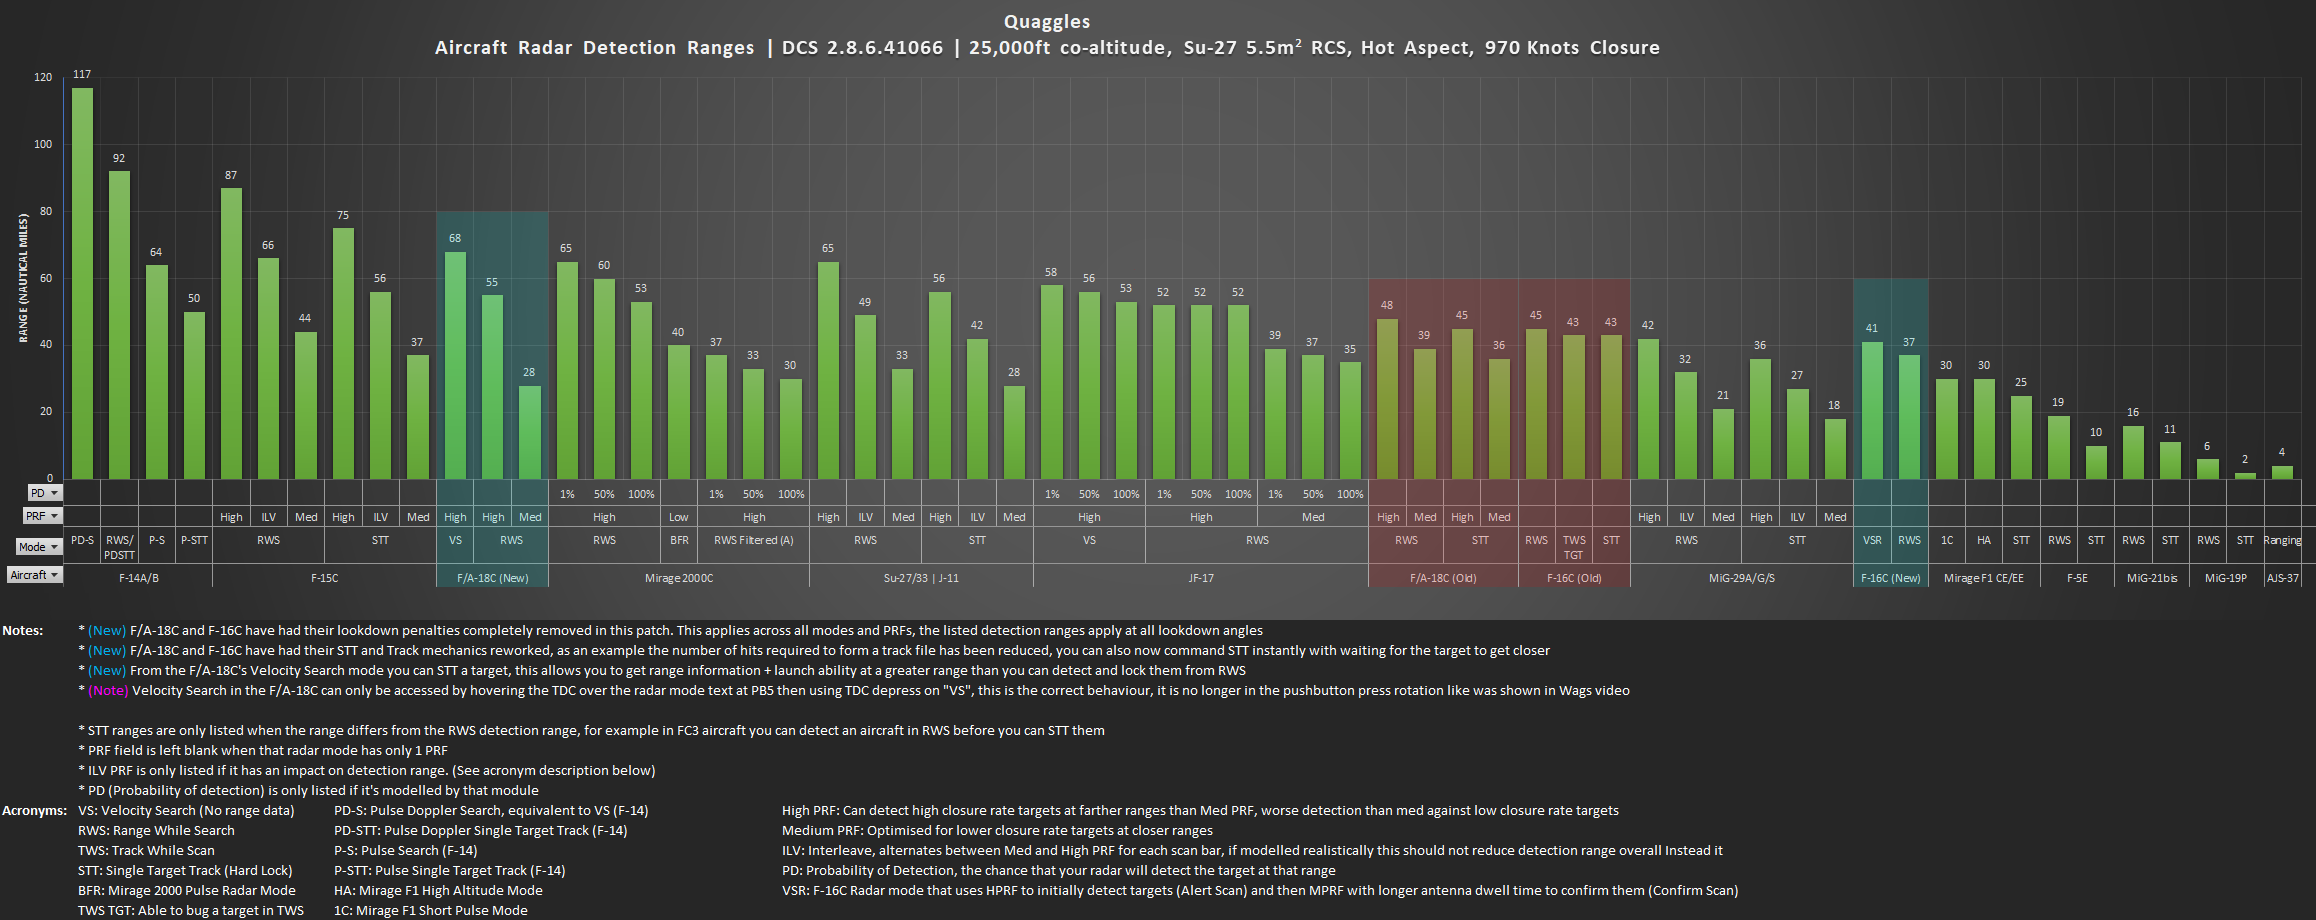 Quaggles
Aircraft Radar Detection Ranges | DCS 2.8.6.41066 | 25,000ft co-altitude, Su-27 5.5m² RCS, Hot Aspect, 970 Knots Closure
RANGE (NAUTICAL MILES)
120
100
80
60
40
20
0
117 92 64 50 87 66 44 75 56 37 68 55 28 65 60 53 40 37 33 30 65 49 33 56 42 28 58 56 53 52 52 52 39 37 35 48 39 45 36 45 43 43 42 32 21 36 27 18 41 37 30 30 25 19 10 16 11 6 2 4
PD 1% 50% 100% 1% 50% 100% 1% 50% 100% 1% 50% 100% 1% 50% 100%
PRF High ILV Med High ILV Med High High Med High Low High High ILV Med High ILV Med High High Med High Med High Med High ILV Med High ILV Med
Mode PD-S RWS/PDSTT P-S P-STT RWS STT VS RWS RWS BFR RWS Filtered (A) RWS STT VS RWS RWS STT RWS TWS TGT STT RWS STT VSR RWS 1C HA STT RWS STT RWS STT RWS STT Ranging
Aircraft F-14A/B F-15C F/A-18C (New) Mirage 2000C Su-27/33 | J-11 JF-17 F/A-18C (Old) F-16C (Old) MiG-29A/G/S F-16C (New) Mirage F1 CE/EE F-5E MiG-21bis MiG-19P AJS-37
Notes: * (New) F/A-18C and F-16C have had their lookdown penalties completely removed in this patch. This applies across all modes and PRFs, the listed detection ranges apply at all lookdown angles
* (New) F/A-18C and F-16C have had their STT and Track mechanics reworked, as an example the number of hits required to form a track file has been reduced, you can also now command STT instantly with waiting for the target to get closer
* (New) From the F/A-18C's Velocity Search mode you can STT a target, this allows you to get range information + launch ability at a greater range than you can detect and lock them from RWS
* (Note) Velocity Search in the F/A-18C can only be accessed by hovering the TDC over the radar mode text at PB5 then using TDC depress on "VS", this is the correct behaviour, it is no longer in the pushbutton press rotation like was shown in Wags video
* STT ranges are only listed when the range differs from the RWS detection range, for example in FC3 aircraft you can detect an aircraft in RWS before you can STT them
* PRF field is left blank when that radar mode has only 1 PRF
* ILV PRF is only listed if it has an impact on detection range. (See acronym description below)
* PD (Probability of detection) is only listed if it's modelled by that module
Acronyms: VS: Velocity Search (No range data) PD-S: Pulse Doppler Search, equivalent to VS (F-14) High PRF: Can detect high closure rate targets at farther ranges than Med PRF, worse detection than med against low closure rate targets
RWS: Range While Search PD-STT: Pulse Doppler Single Target Track (F-14) Medium PRF: Optimised for lower closure rate targets at closer ranges
TWS: Track While Scan P-S: Pulse Search (F-14) ILV: Interleave, alternates between Med and High PRF for each scan bar, if modelled realistically this should not reduce detection range overall Instead it
STT: Single Target Track (Hard Lock) P-STT: Pulse Single Target Track (F-14) PD: Probability of Detection, the chance that your radar will detect the target at that range
BFR: Mirage 2000 Pulse Radar Mode HA: Mirage F1 High Altitude Mode VSR: F-16C Radar mode that uses HPRF to initially detect targets (Alert Scan) and then MPRF with longer antenna dwell time to confirm them (Confirm Scan)
TWS TGT: Able to bug a target in TWS 1C: Mirage F1 Short Pulse Mode